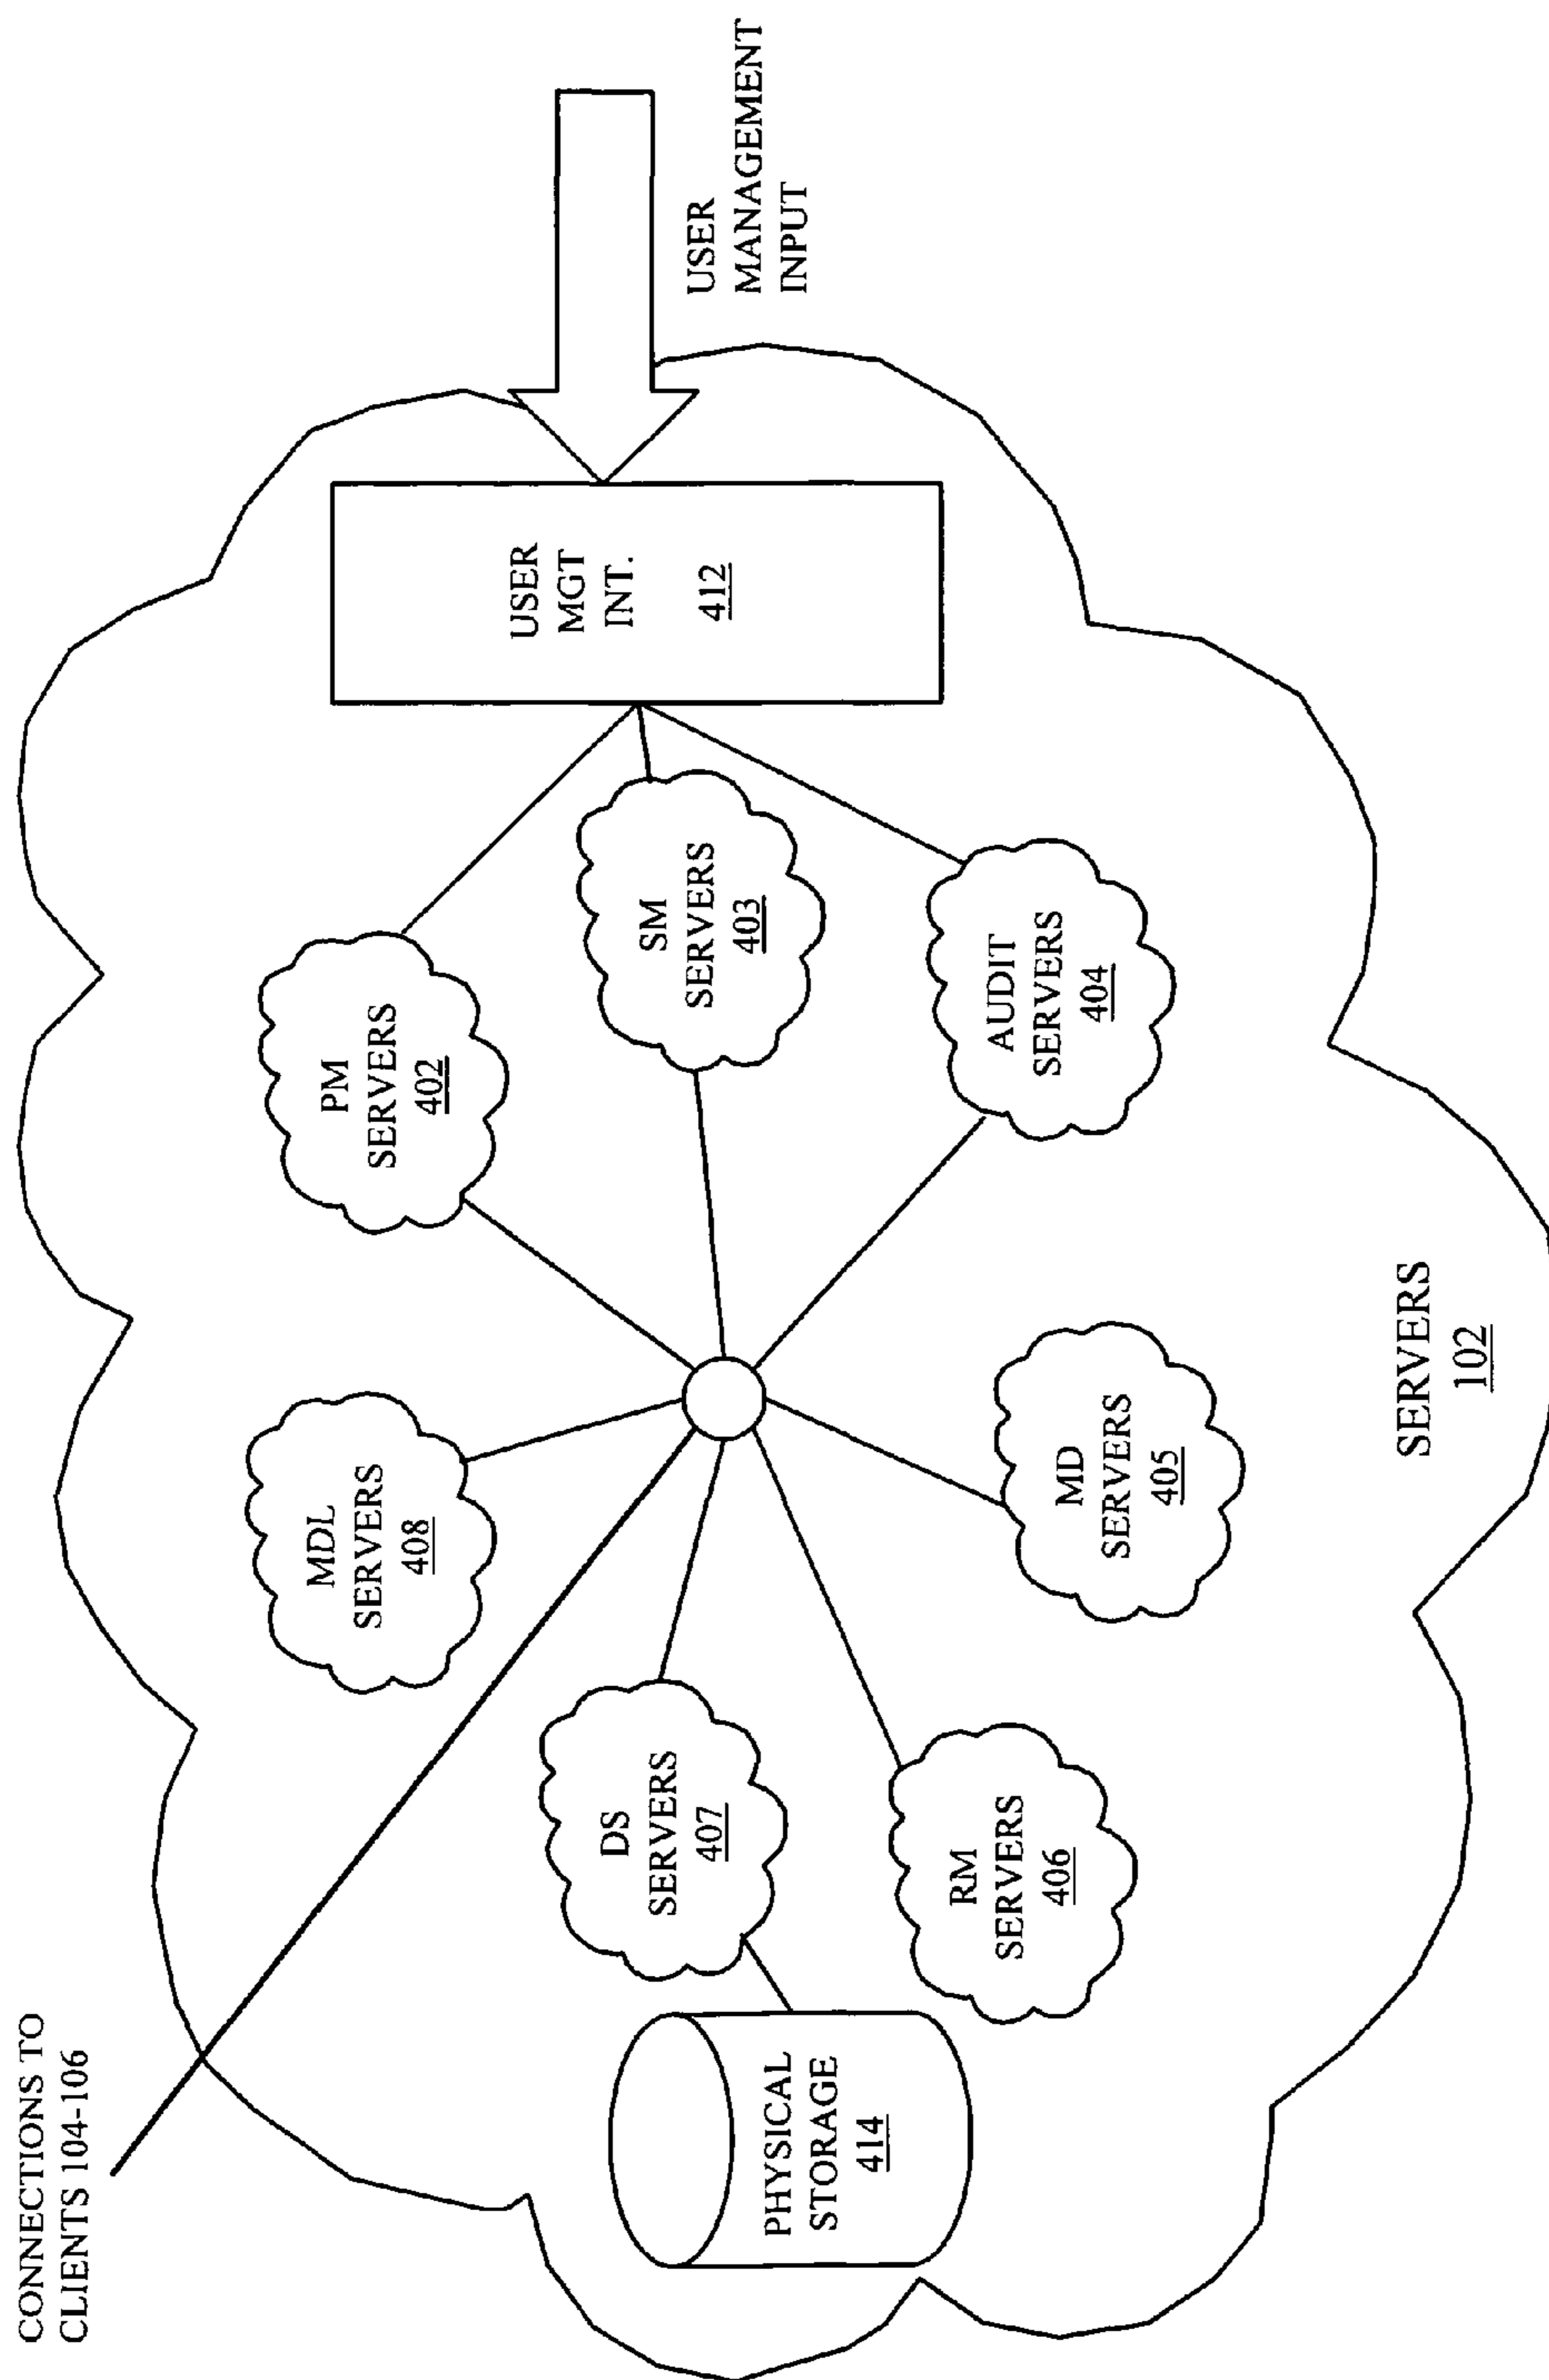 CONNECTIONS TO
CLIENTS 104-106
MDL
SERVERS
408
PM
SERVERS
402
USER
MGT
INT.
412
USER
MANAGEMENT
INPUT
DS
SERVERS
407
SM
SERVERS
403
PHYSICAL
STORAGE
414
RM
SERVERS
406
MD
SERVERS
405
AUDIT
SERVERS
404
SERVERS
102